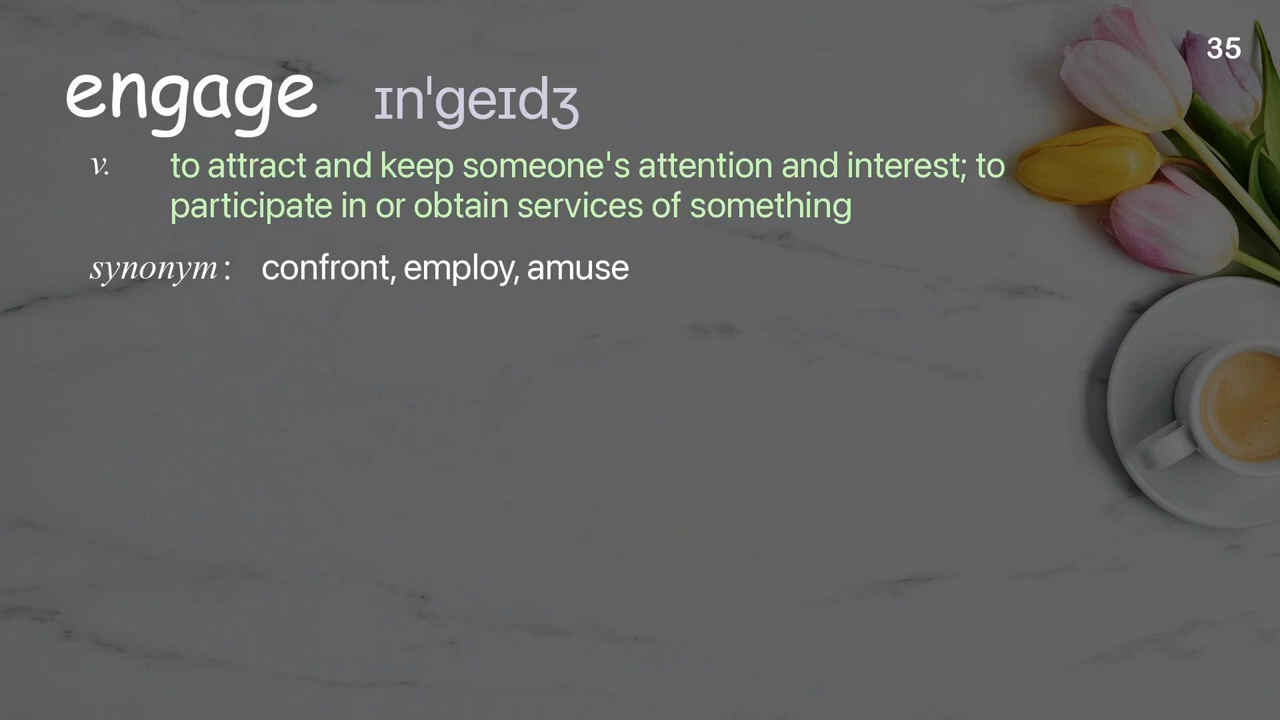 35
engage ɪnˈgeɪdʒ
v. to attract and keep someone's attention and interest; to
participate in or obtain services of something
synonym: confront, employ, amuse